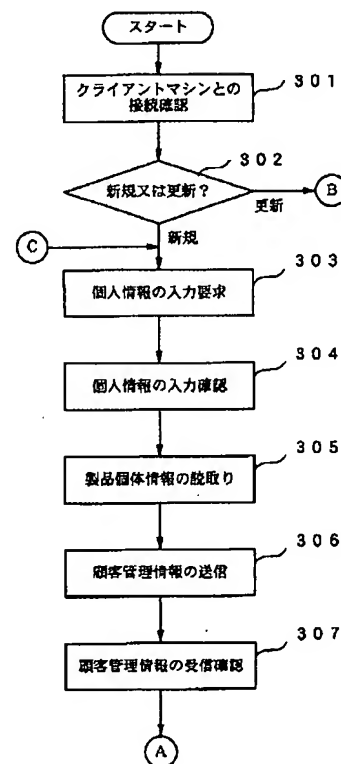 スタート
クライアントマシンとの
接続確認
301
302
新規又は更新?
B
更新
新規
C
303
個人情報の入力要求
304
個人情報の入力確認
305
製品個体情報の読取り
306
顧客管理情報の送信
307
顧客管理情報の受信確認
A